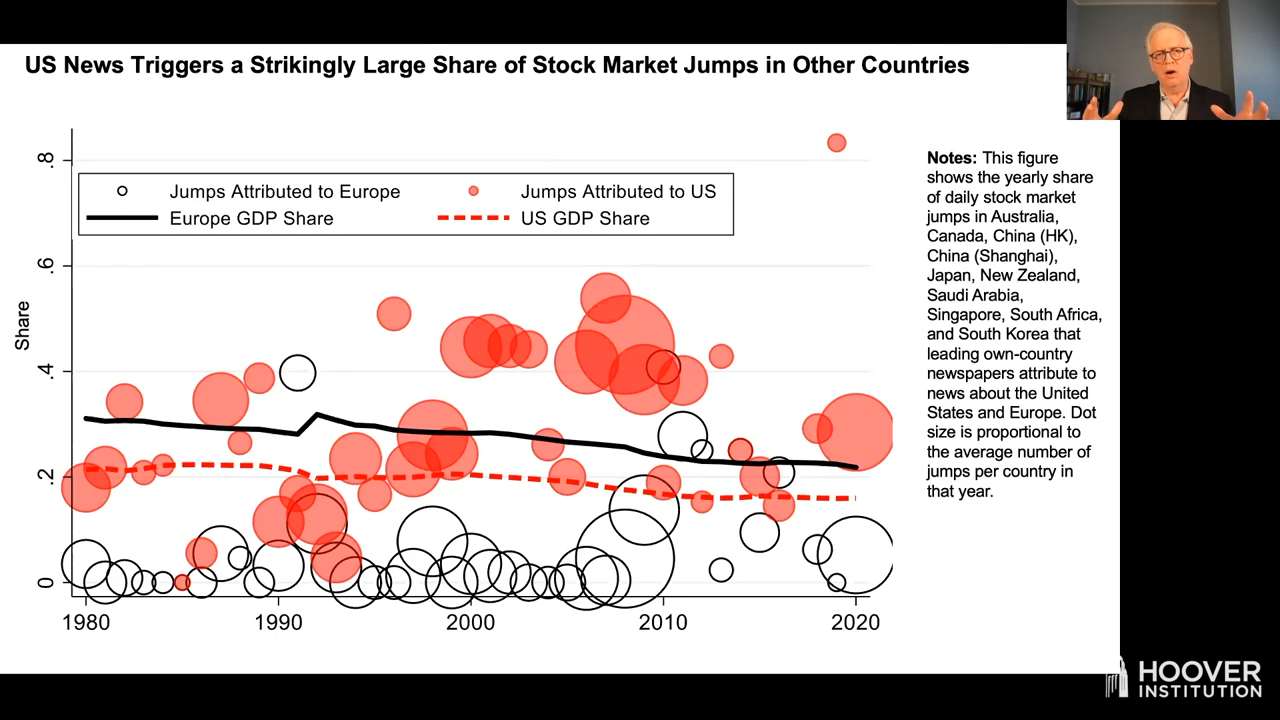 US News Triggers a Strikingly Large Share of Stock Market Jumps in Other Countries
Share
.8
.6
.4
.2
0
Jumps Attributed to Europe
Jumps Attributed to US
Europe GDP Share
US GDP Share
1980
1990
2000
2010
2020
Notes: This figure
shows the yearly share
of daily stock market
jumps in Australia,
Canada, China (HK),
China (Shanghai),
Japan, New Zealand,
Saudi Arabia,
Singapore, South Africa,
and South Korea that
leading own-country
newspapers attribute to
news about the United
States and Europe. Dot
size is proportional to
the average number of
jumps per country in
that year.
HOOVER
INSTITUTION